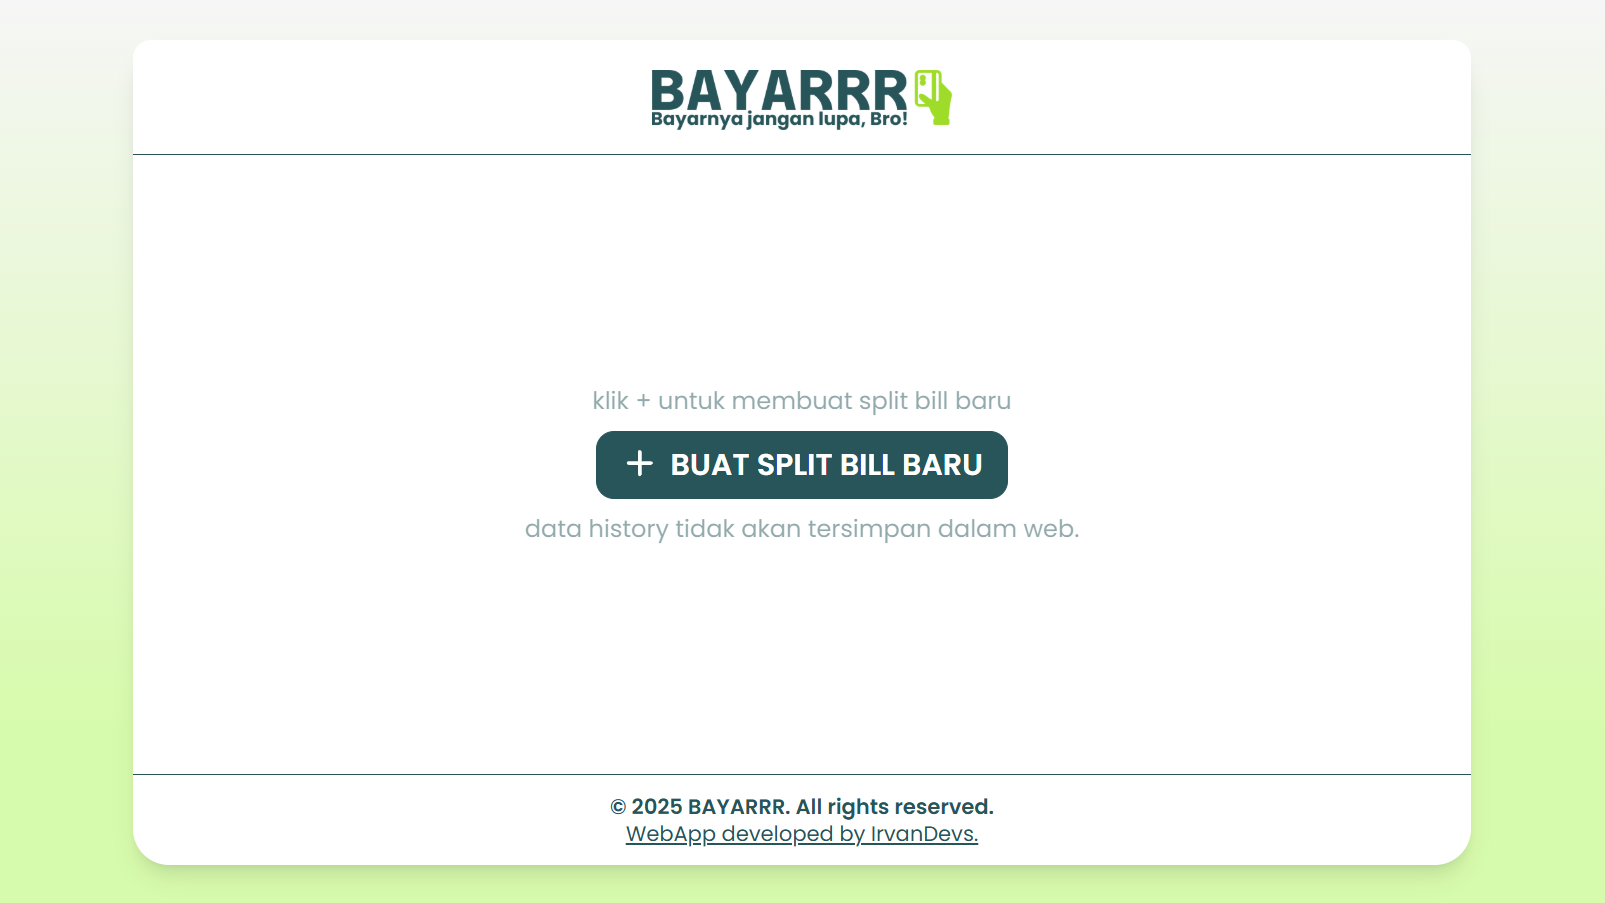 BAYARRR
Bayarnya jangan lupa, Bro!
klik + untuk membuat split bill baru
+ BUAT SPLIT BILL BARU
data history tidak akan tersimpan dalam web.
© 2025 BAYARRR. All rights reserved.
WebApp developed by IrvanDevs.